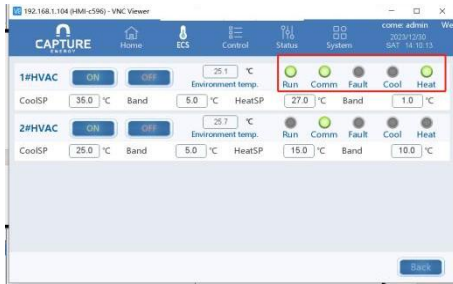 192.168.1.104 (HMI-c596) - VNC Viewer
CAPTURE
ENERGY
Home
ECS
Control
Status
System
come: admin We
2023/12/30
SAT 14:10:13
1#HVAC ON OFF 25.1 ℃
Environment temp.
Run Comm Fault Cool Heat
CoolSP 35.0 ℃ Band 5.0 ℃ HeatSP 27.0 ℃ Band 1.0 ℃
2#HVAC ON OFF 25.7 ℃
Environment temp.
Run Comm Fault Cool Heat
CoolSP 25.0 ℃ Band 5.0 ℃ HeatSP 15.0 ℃ Band 10.0 ℃
Back